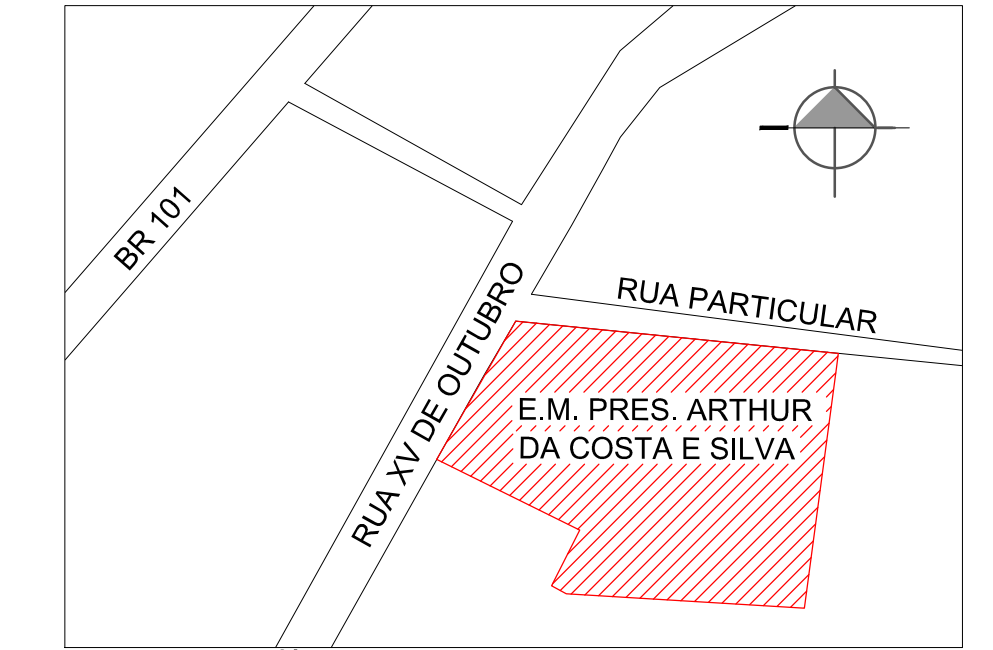 BR 101
RUA XV DE OUTUBRO
RUA PARTICULAR
E.M. PRES. ARTHUR
DA COSTA E SILVA